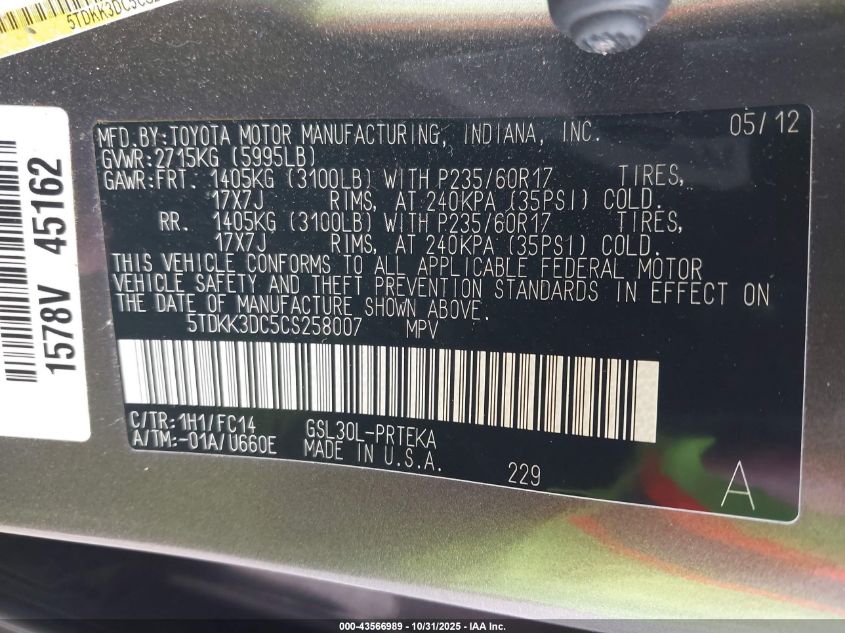 5TDKK3DC5CS2
1578V 45162
MFD.BY:TOYOTA MOTOR MANUFACTURING, INDIANA, INC. 05/12
GVWR:2715KG (5995LB)
GAWR:FRT. 1405KG (3100LB) WITH P235/60R17 TIRES,
17X7J RIMS, AT 240KPA (35PSI) COLD.
RR. 1405KG (3100LB) WITH P235/60R17 TIRES,
17X7J RIMS, AT 240KPA (35PSI) COLD.
THIS VEHICLE CONFORMS TO ALL APPLICABLE FEDERAL MOTOR
VEHICLE SAFETY AND THEFT PREVENTION STANDARDS IN EFFECT ON
THE DATE OF MANUFACTURE SHOWN ABOVE.
5TDKK3DC5CS258007 MPV
C/TR:1H1/FC14 GSL30L-PRTEKA
A/TM:-01A/U660E MADE IN U.S.A.
229 A
000-43566989 - 10/31/2025 - IAA Inc.